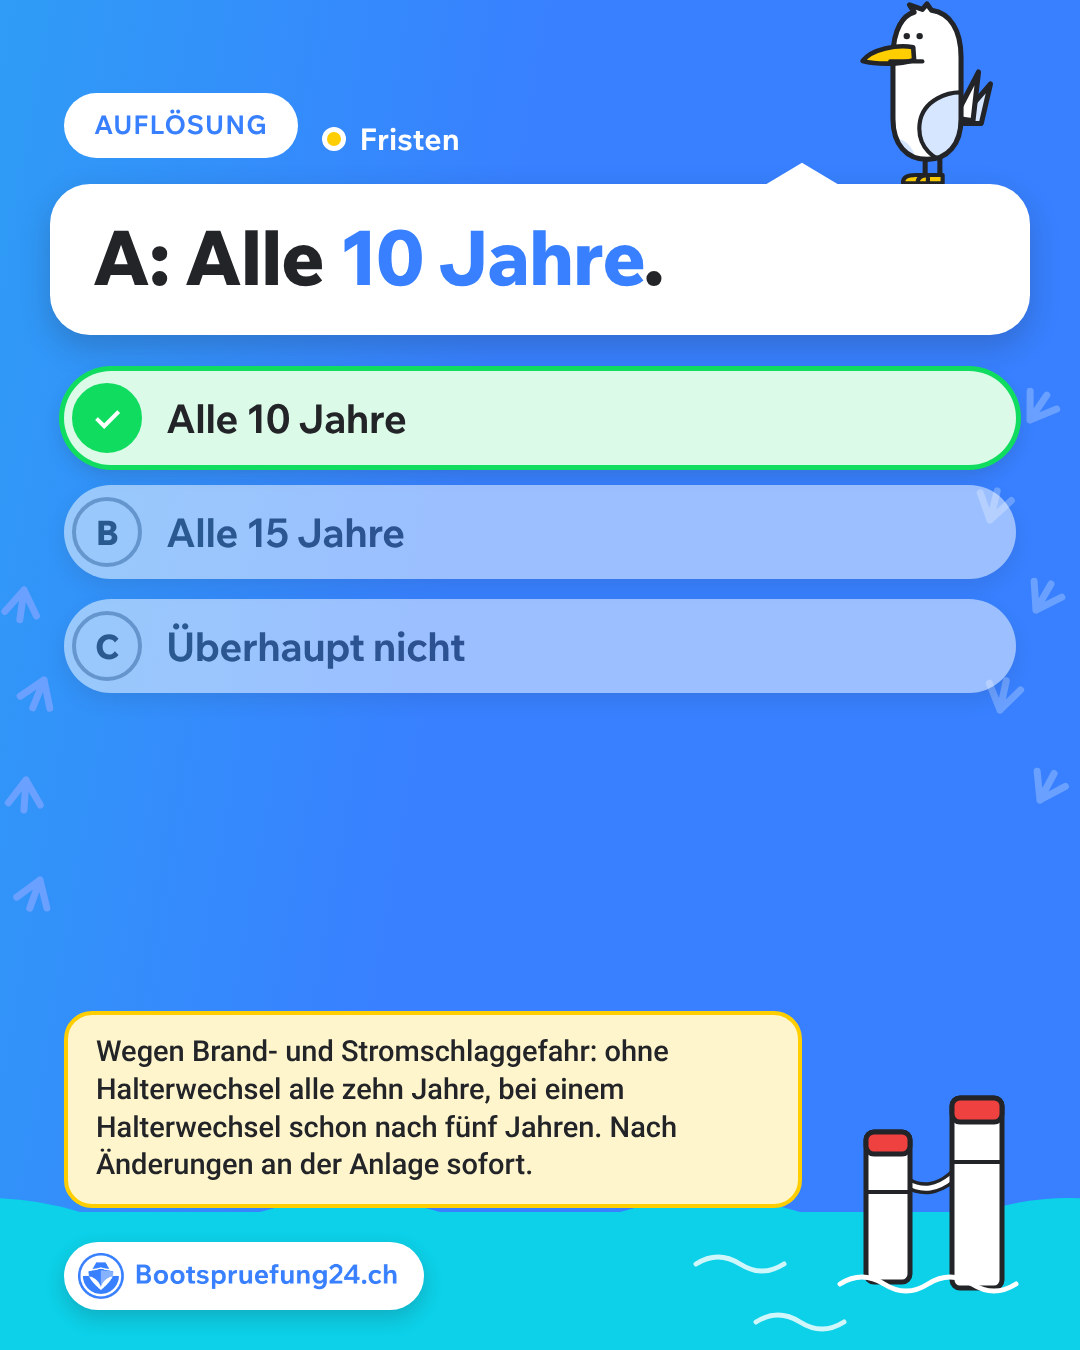 AUFLÖSUNG
Fristen
A: Alle 10 Jahre.
Alle 10 Jahre
B Alle 15 Jahre
C Überhaupt nicht
Wegen Brand- und Stromschlaggefahr: ohne
Halterwechsel alle zehn Jahre, bei einem
Halterwechsel schon nach fünf Jahren. Nach
Änderungen an der Anlage sofort.
Bootspruefung24.ch